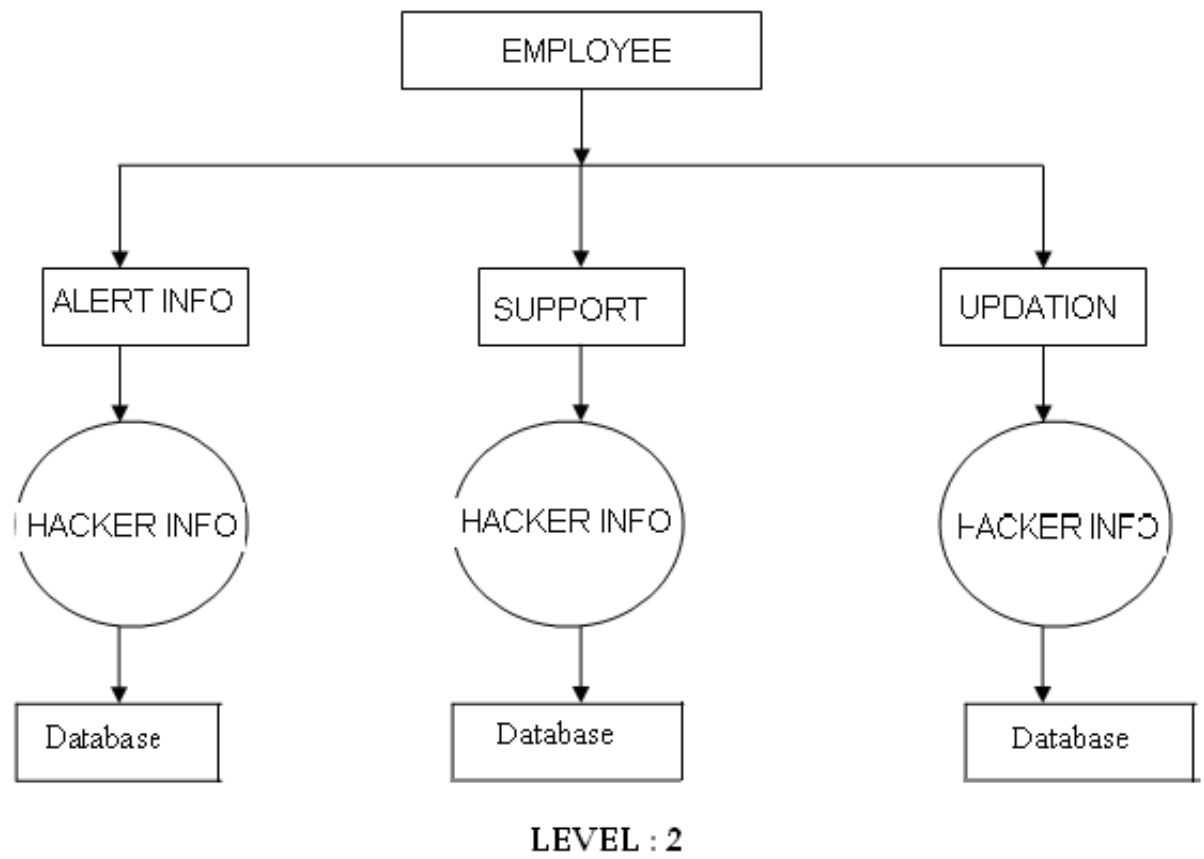 EMPLOYEE
ALERT INFO
SUPPORT
UPDATION
HACKER INFO
HACKER INFO
HACKER INFO
Database
Database
Database
LEVEL : 2